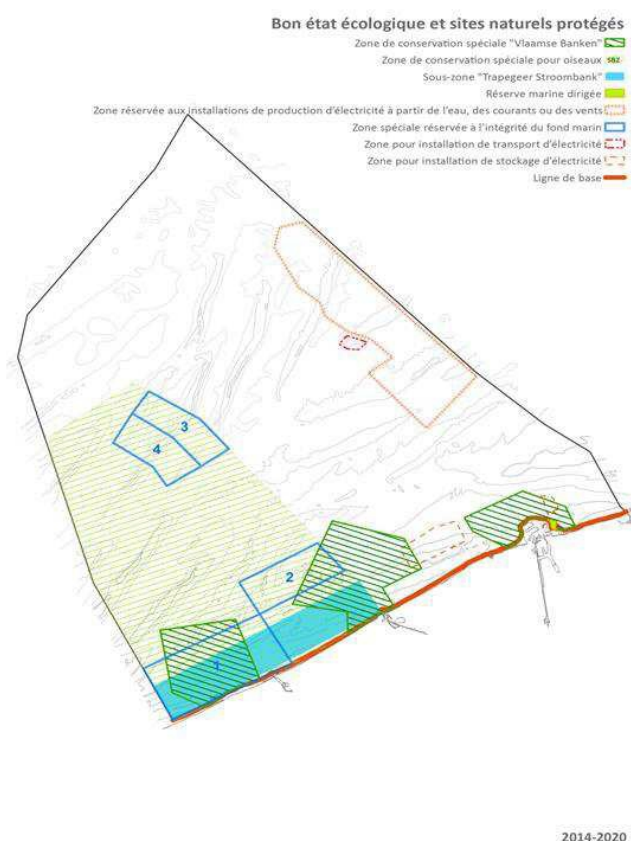 Bon état écologique et sites naturels protégés
Zone de conservation spéciale "Vlaamse Banken"
Zone de conservation spéciale pour oiseaux SBZ
Sous-zone "Trapegeer Stroombank"
Réserve marine dirigée
Zone réservée aux installations de production d'électricité à partir de l'eau, des courants ou des vents
Zone spéciale réservée à l'intégrité du fond marin
Zone pour installation de transport d'électricité
Zone pour installation de stockage d'électricité
Ligne de base
3
4
2
1
2014-2020